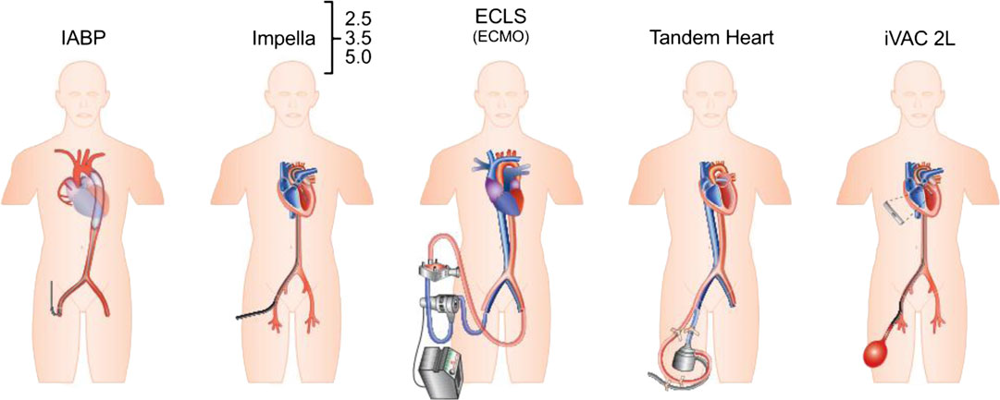 IABP
Impella
2.5
3.5
5.0
ECLS
(ECMO)
Tandem Heart
iVAC 2L